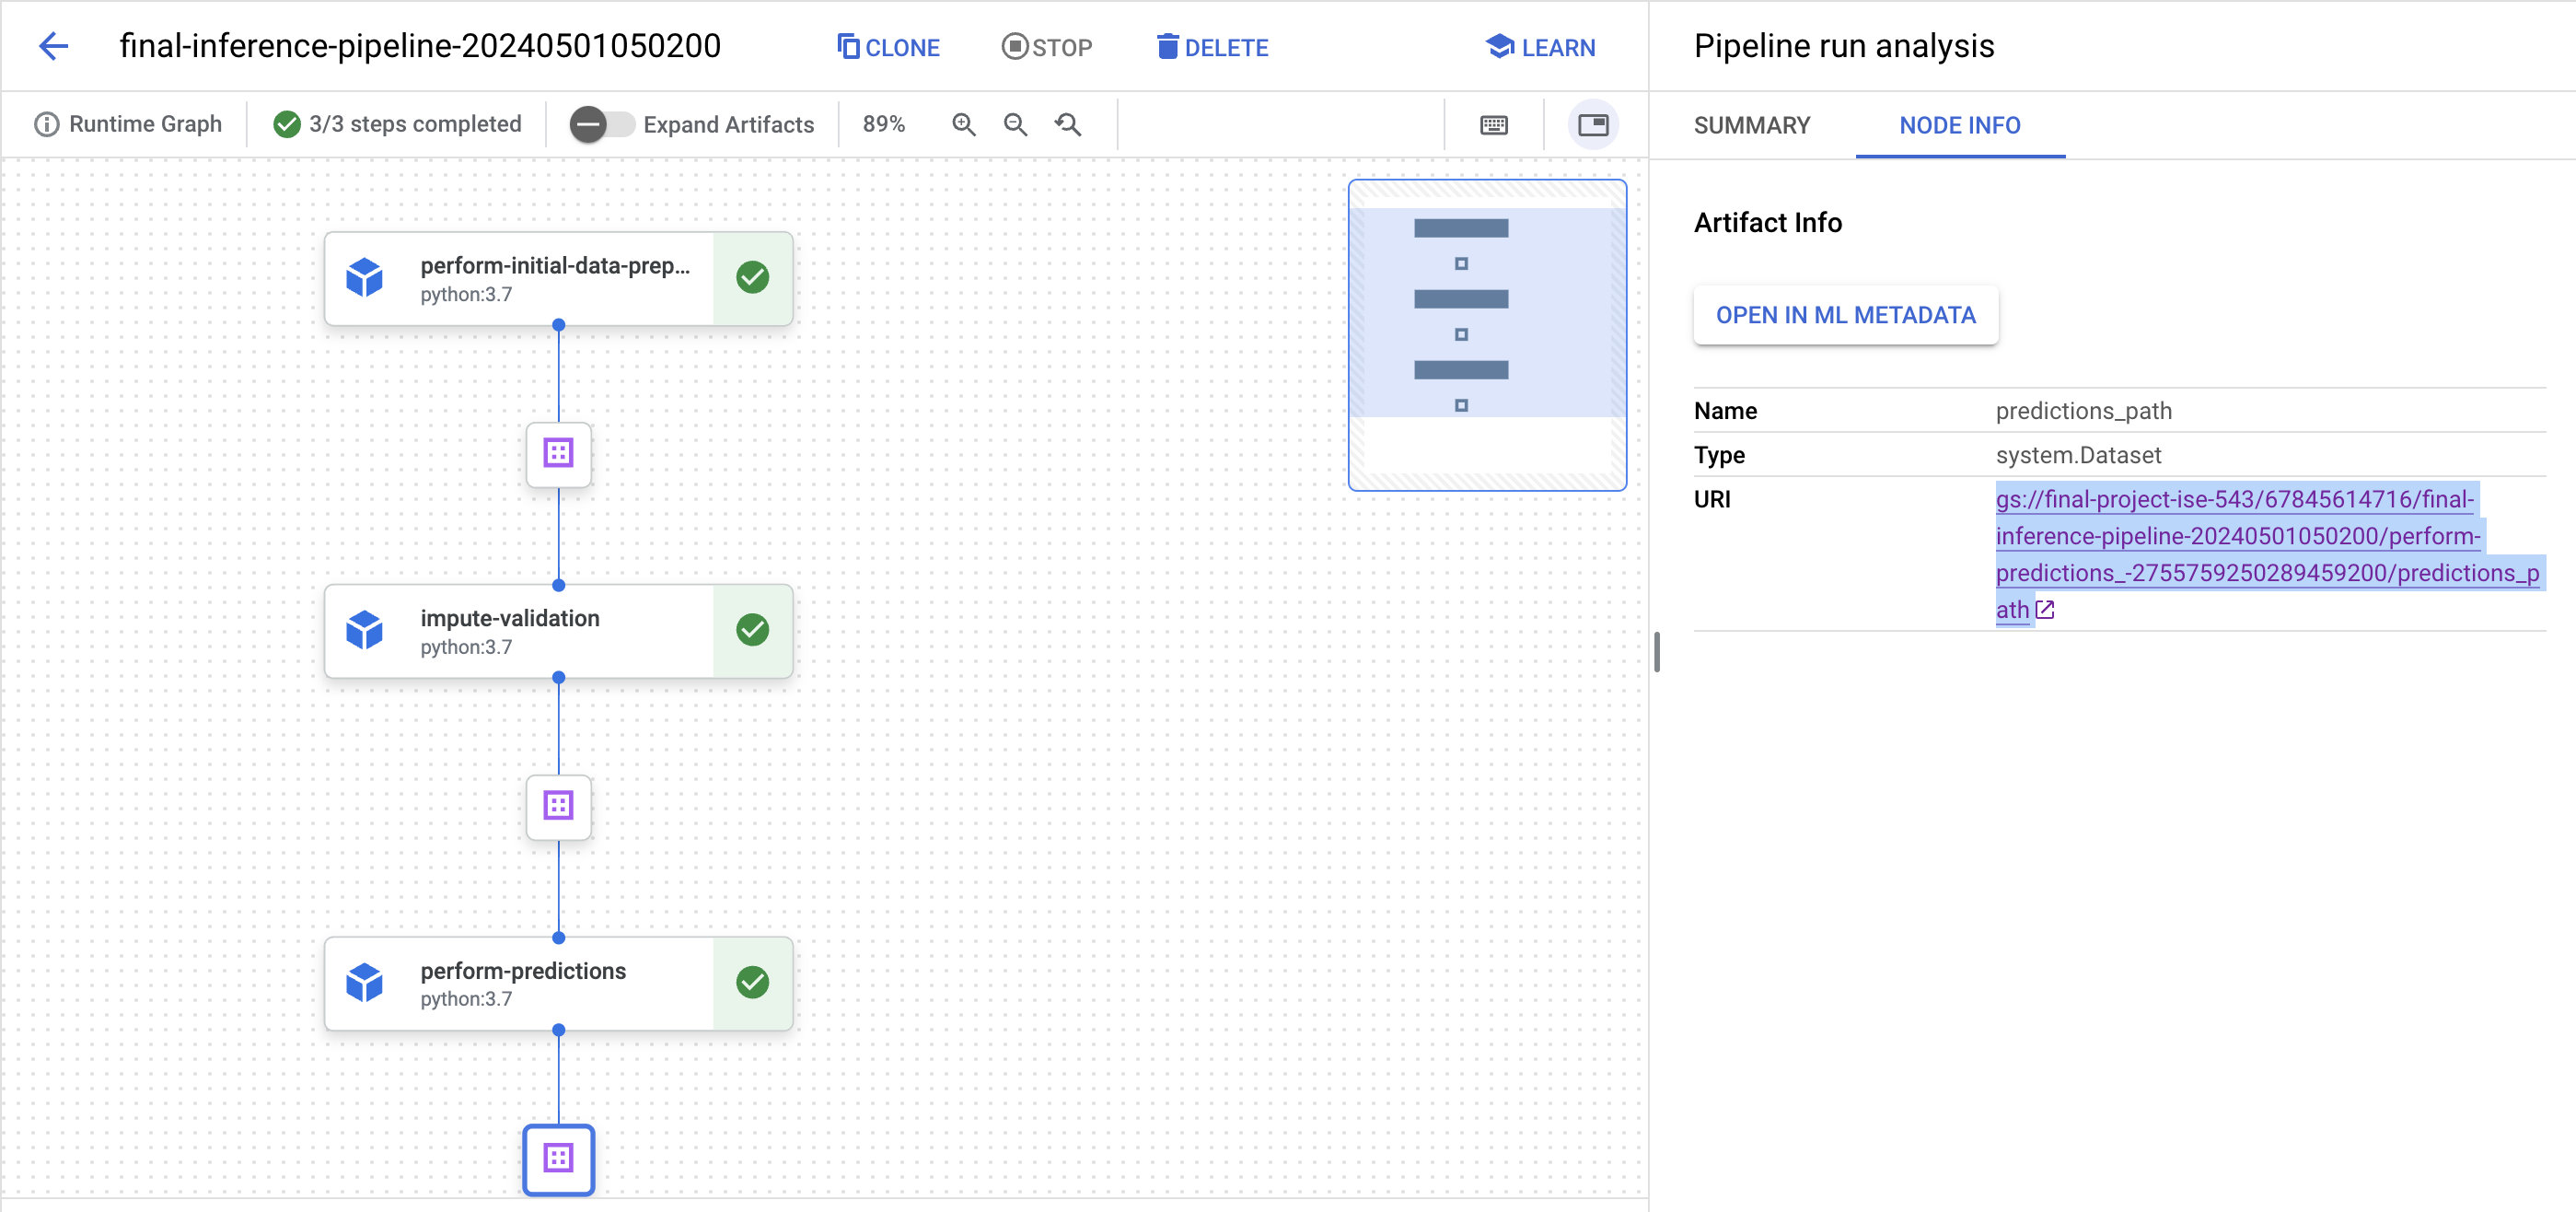 final-inference-pipeline-20240501050200
CLONE
STOP
DELETE
LEARN
Runtime Graph
3/3 steps completed
Expand Artifacts
89%
perform-initial-data-prep...
python:3.7
impute-validation
python:3.7
perform-predictions
python:3.7
Pipeline run analysis
SUMMARY
NODE INFO
Artifact Info
OPEN IN ML METADATA
Name predictions_path
Type system.Dataset
URI gs://final-project-ise-543/67845614716/final-
inference-pipeline-20240501050200/perform-
predictions_-2755759250289459200/predictions_p
ath